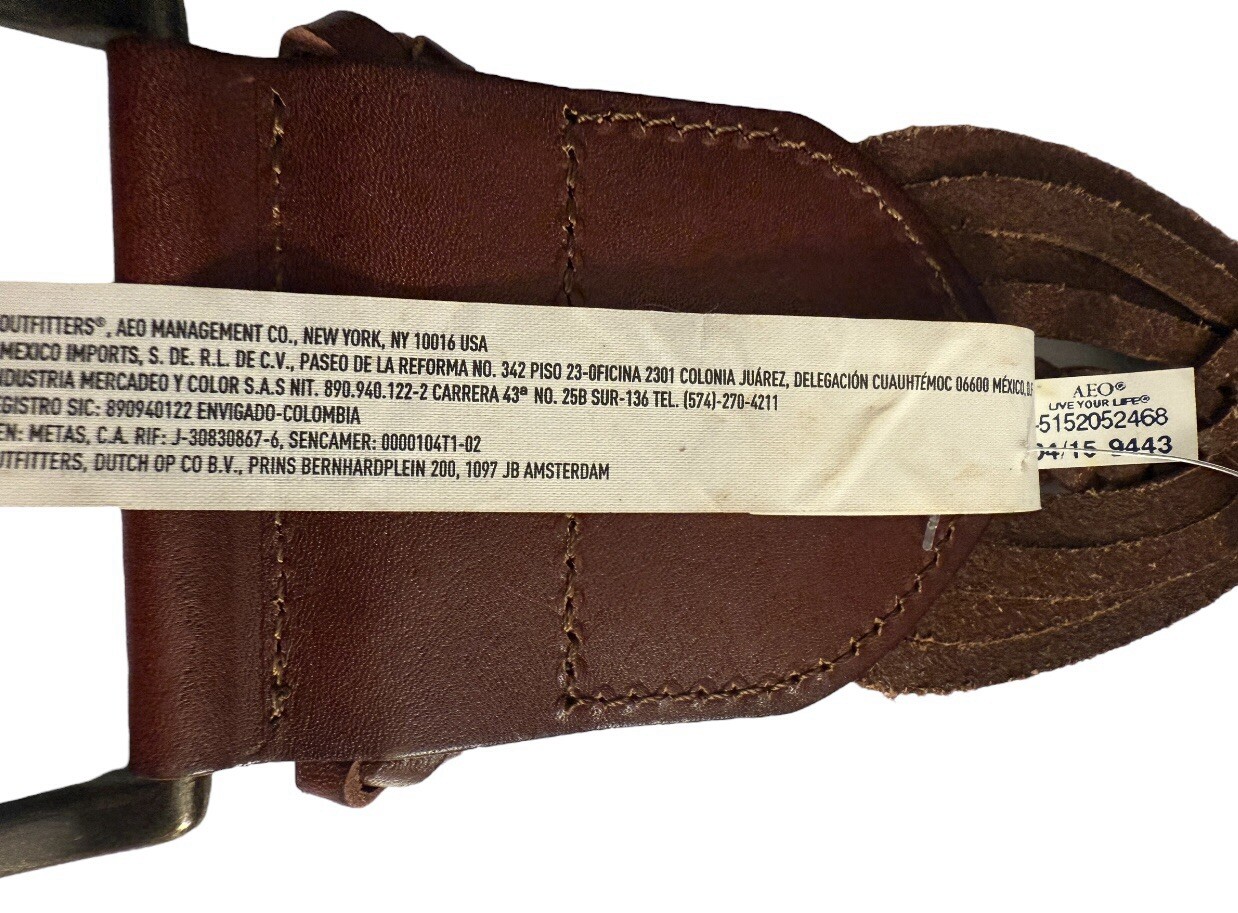 OUTFITTERS®, AEO MANAGEMENT CO., NEW YORK, NY 10016 USA
MEXICO IMPORTS, S. DE. R.L. DE C.V., PASEO DE LA REFORMA NO. 342 PISO 23-OFICINA 2301 COLONIA JUÁREZ, DELEGACIÓN CUAUHTÉMOC 06600 MÉXICO,
NDUSTRIA MERCADEO Y COLOR S.A.S NIT. 890.940.122-2 CARRERA 43ª NO. 25B SUR-136 TEL. (574)-270-4211
EGISTRO SIC: 890940122 ENVIGADO-COLOMBIA
EN: METAS, C.A. RIF: J-30830867-6, SENCAMER: 0000104T1-02
UTFITTERS, DUTCH OP CO B.V., PRINS BERNHARDPLEIN 200, 1097 JB AMSTERDAM
AEO®
LIVE YOUR LIFE®
-5152052468
04/15 9443